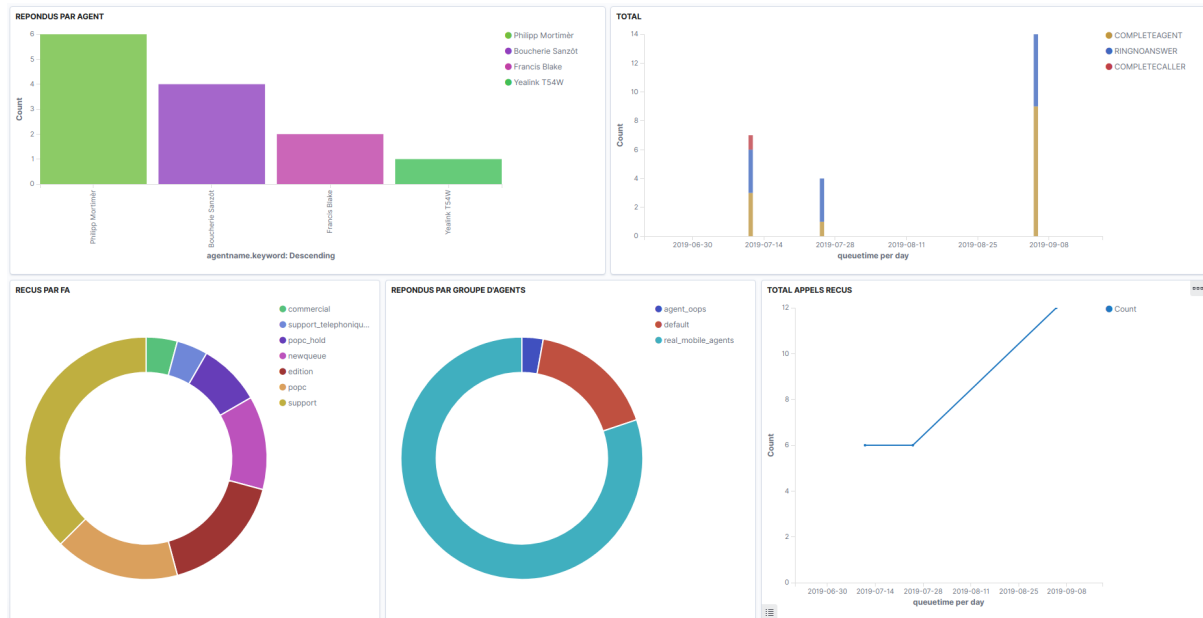 REPONDUS PAR AGENT
6
5
4
3
2
1
0
Count
Philipp Mortimèr
Boucherie Sanzôt
Francis Blake
Yealink T54W
agentname.keyword: Descending
Philipp Mortimèr
Boucherie Sanzôt
Francis Blake
Yealink T54W
TOTAL
14
12
10
8
6
4
2
0
Count
2019-06-30
2019-07-14
2019-07-28
2019-08-11
2019-08-25
2019-09-08
queuetime per day
COMPLETEAGENT
RINGNOANSWER
COMPLETECALLER
RECUS PAR FA
commercial
support_telephoniqu...
popc_hold
newqueue
edition
popc
support
REPONDUS PAR GROUPE D'AGENTS
agent_oops
default
real_mobile_agents
TOTAL APPELS RECUS
12
10
8
6
4
2
0
Count
2019-06-30
2019-07-14
2019-07-28
2019-08-11
2019-08-25
2019-09-08
queuetime per day
Count